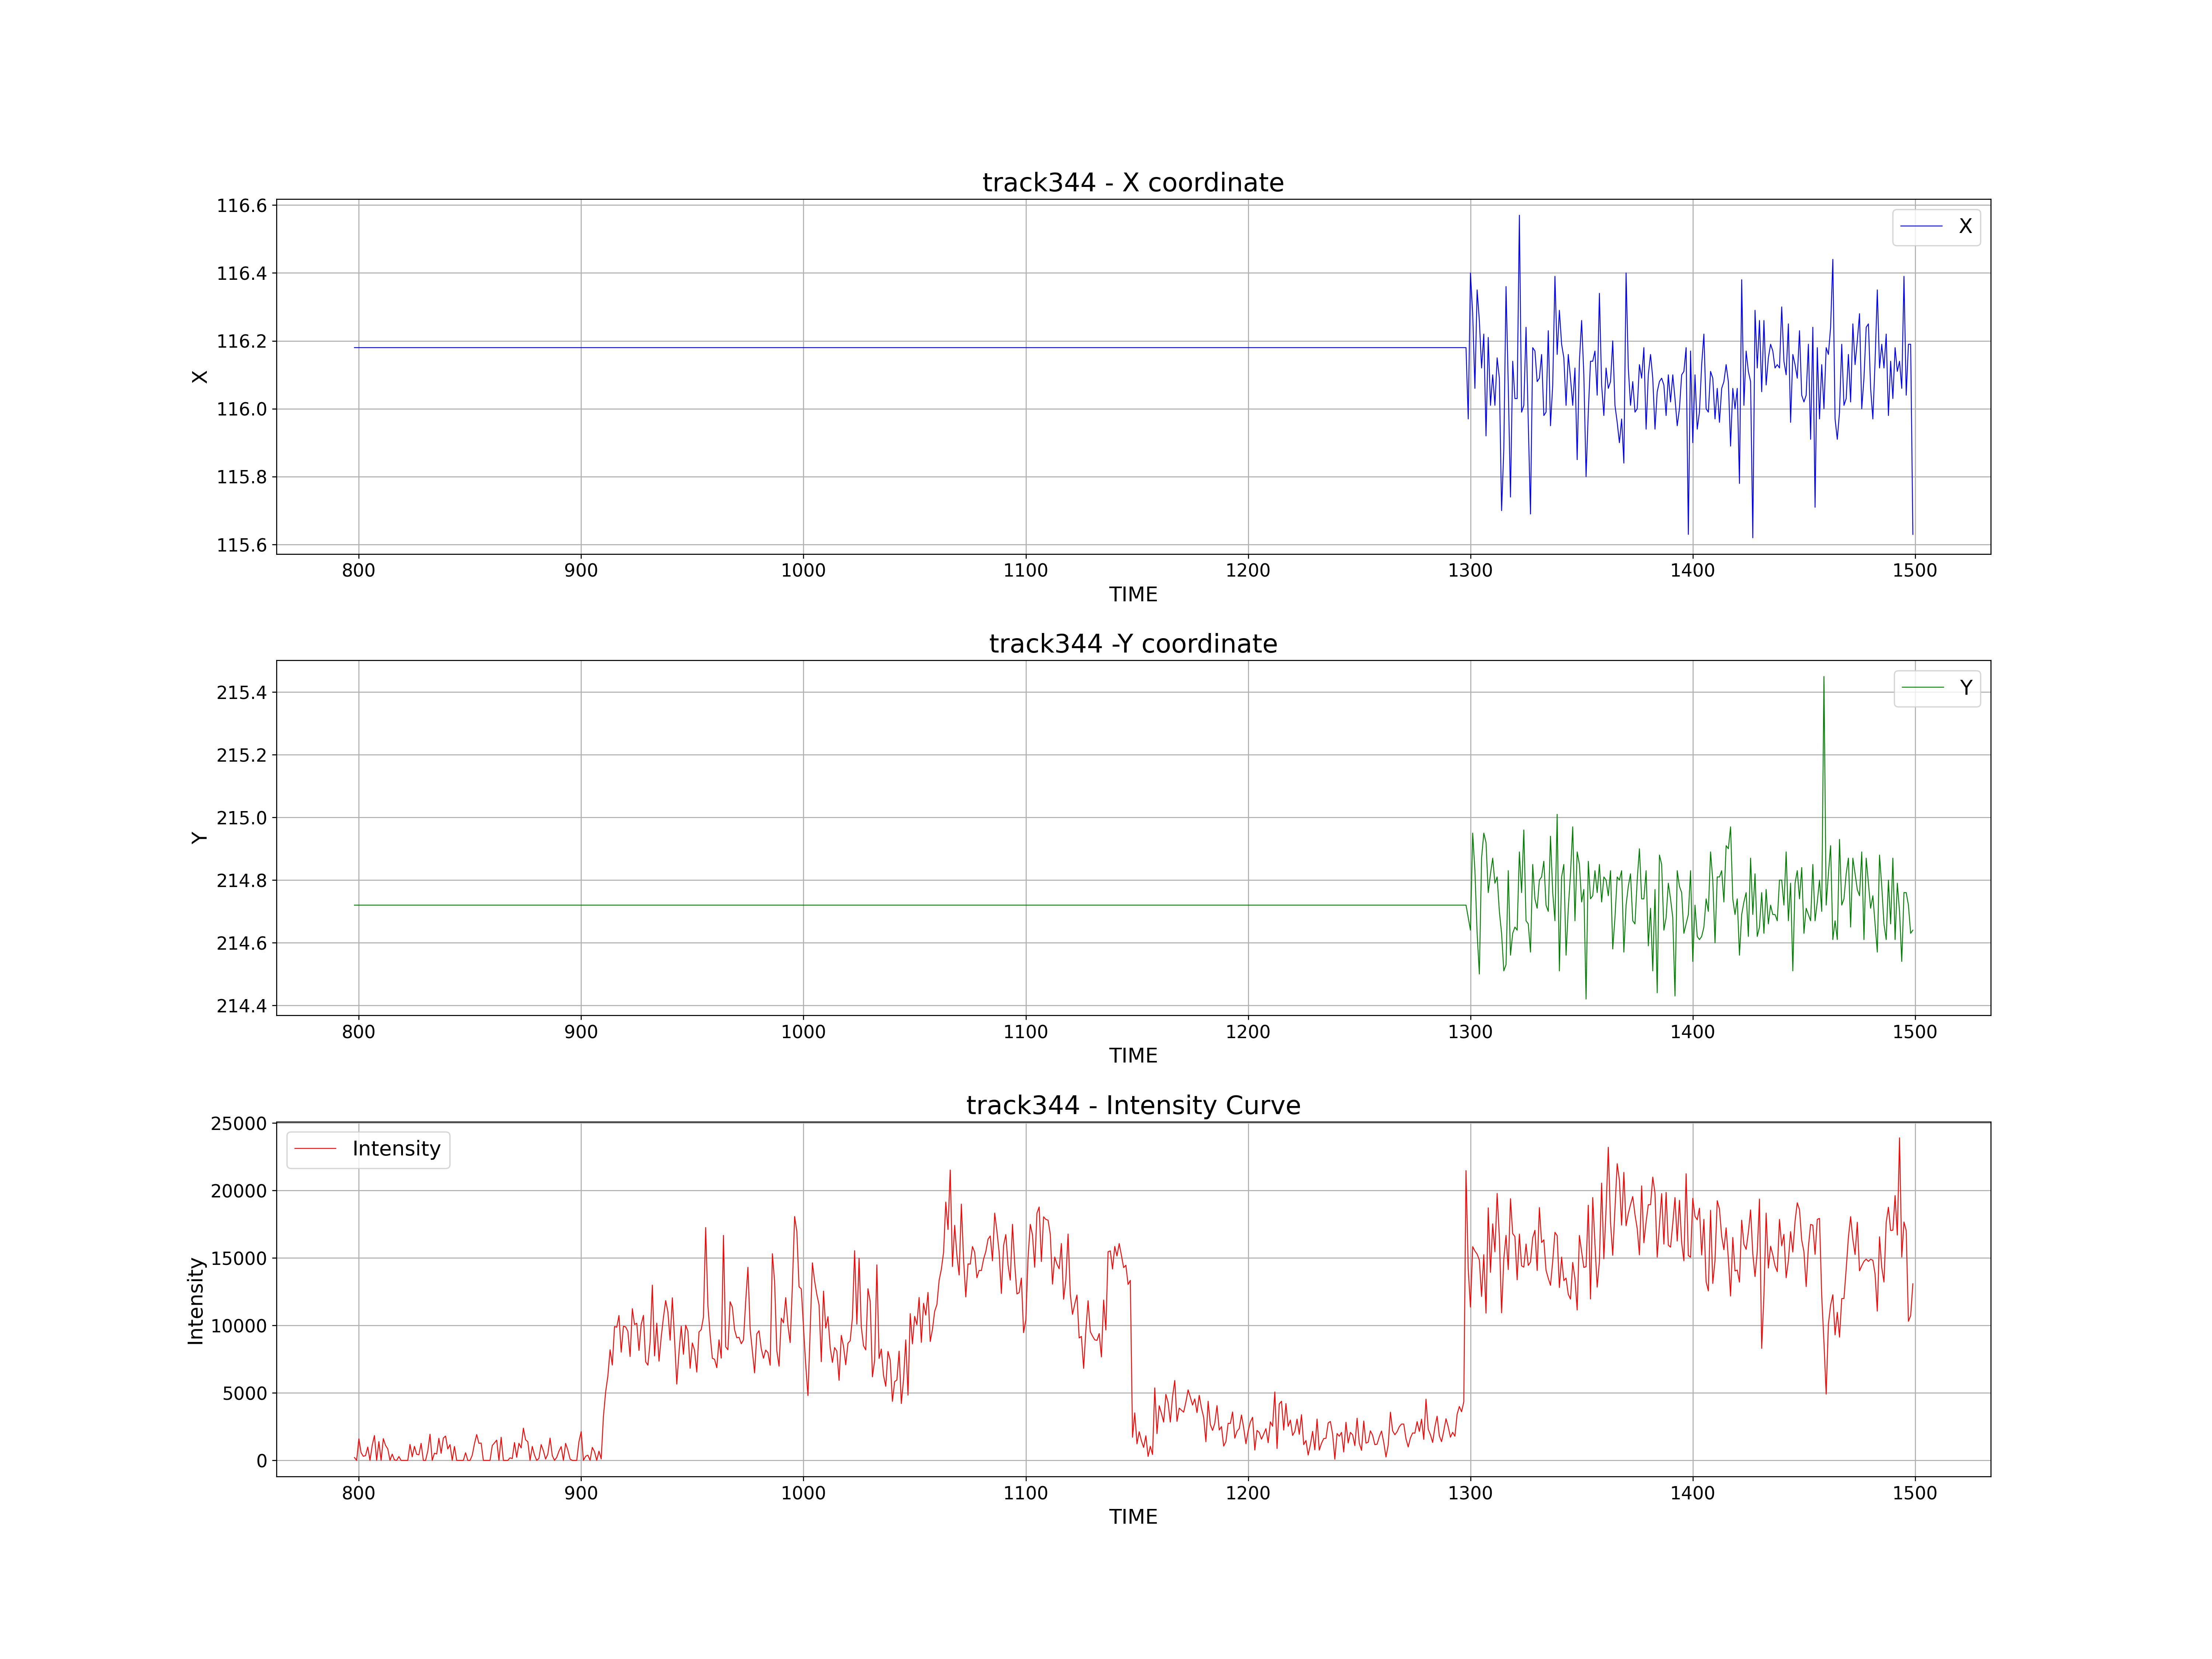 track344 - X coordinate
116.6
116.4
116.2
116.0
115.8
115.6
X
X
800 900 1000 1100 1200 1300 1400 1500
TIME
track344 -Y coordinate
215.4
215.2
215.0
214.8
214.6
214.4
Y
Y
800 900 1000 1100 1200 1300 1400 1500
TIME
track344 - Intensity Curve
25000
20000
15000
10000
5000
0
Intensity
Intensity
800 900 1000 1100 1200 1300 1400 1500
TIME